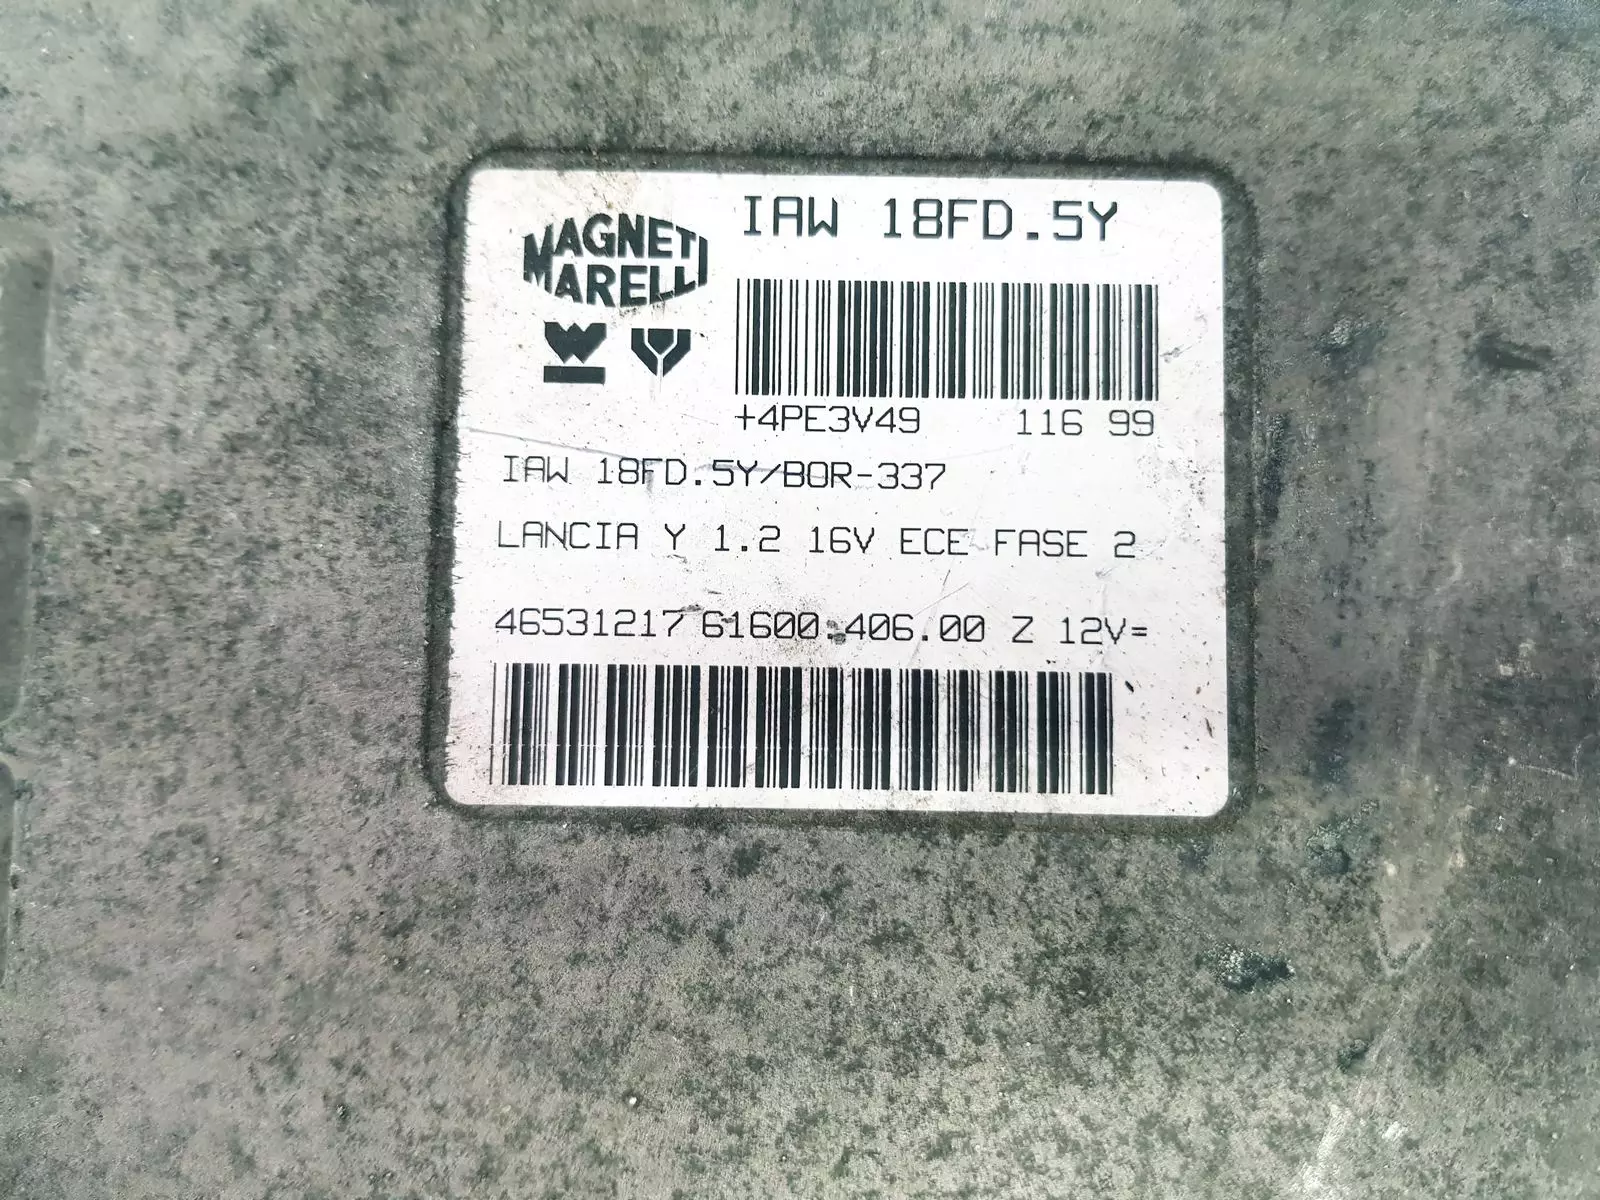 MAGNETI
MARELLI
IAW 18FD.5Y
+4PE3V49 116 99
IAW 18FD.5Y/BOR-337
LANCIA Y 1.2 16V ECE FASE 2
46531217 61600.406.00 Z 12V=